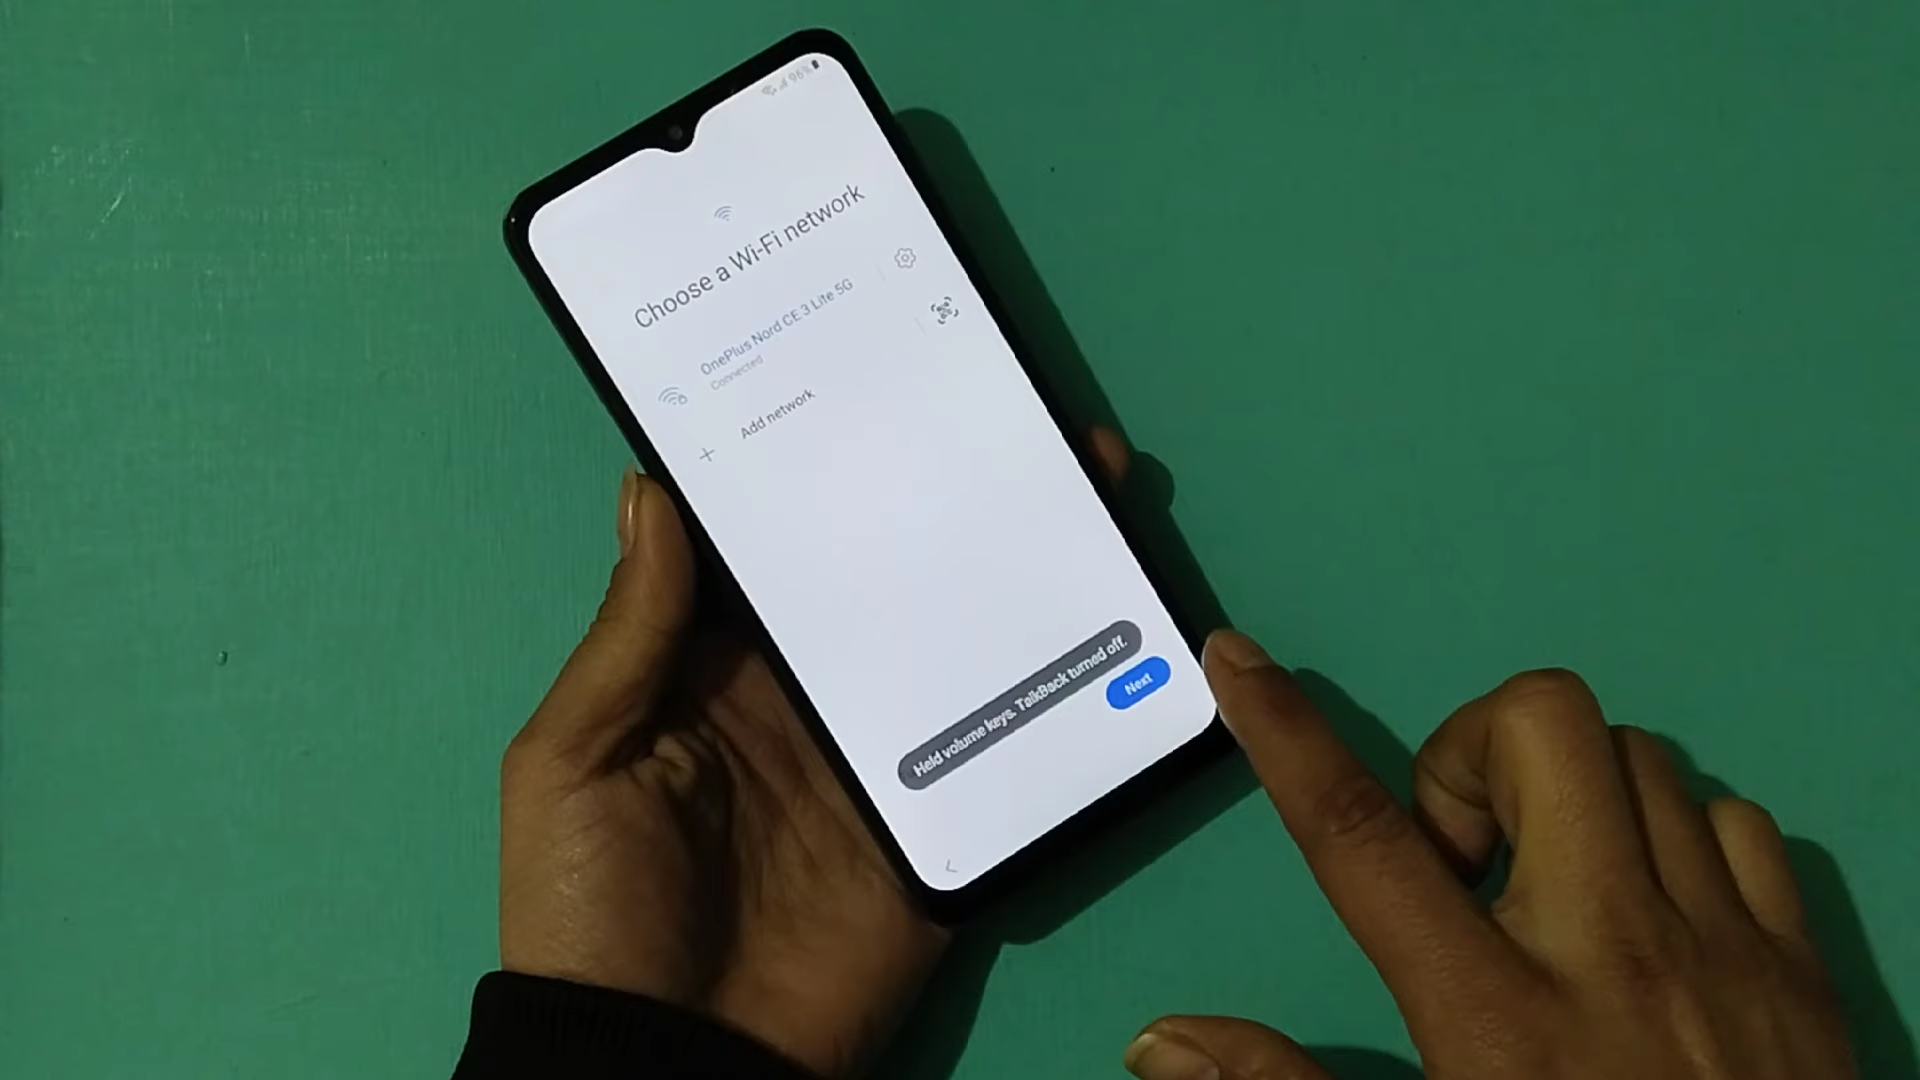 96%
Choose a Wi-Fi network
OnePlus Nord CE 3 Lite 5G
Connected
Add network
Held volume keys. TalkBack turned off.
Next